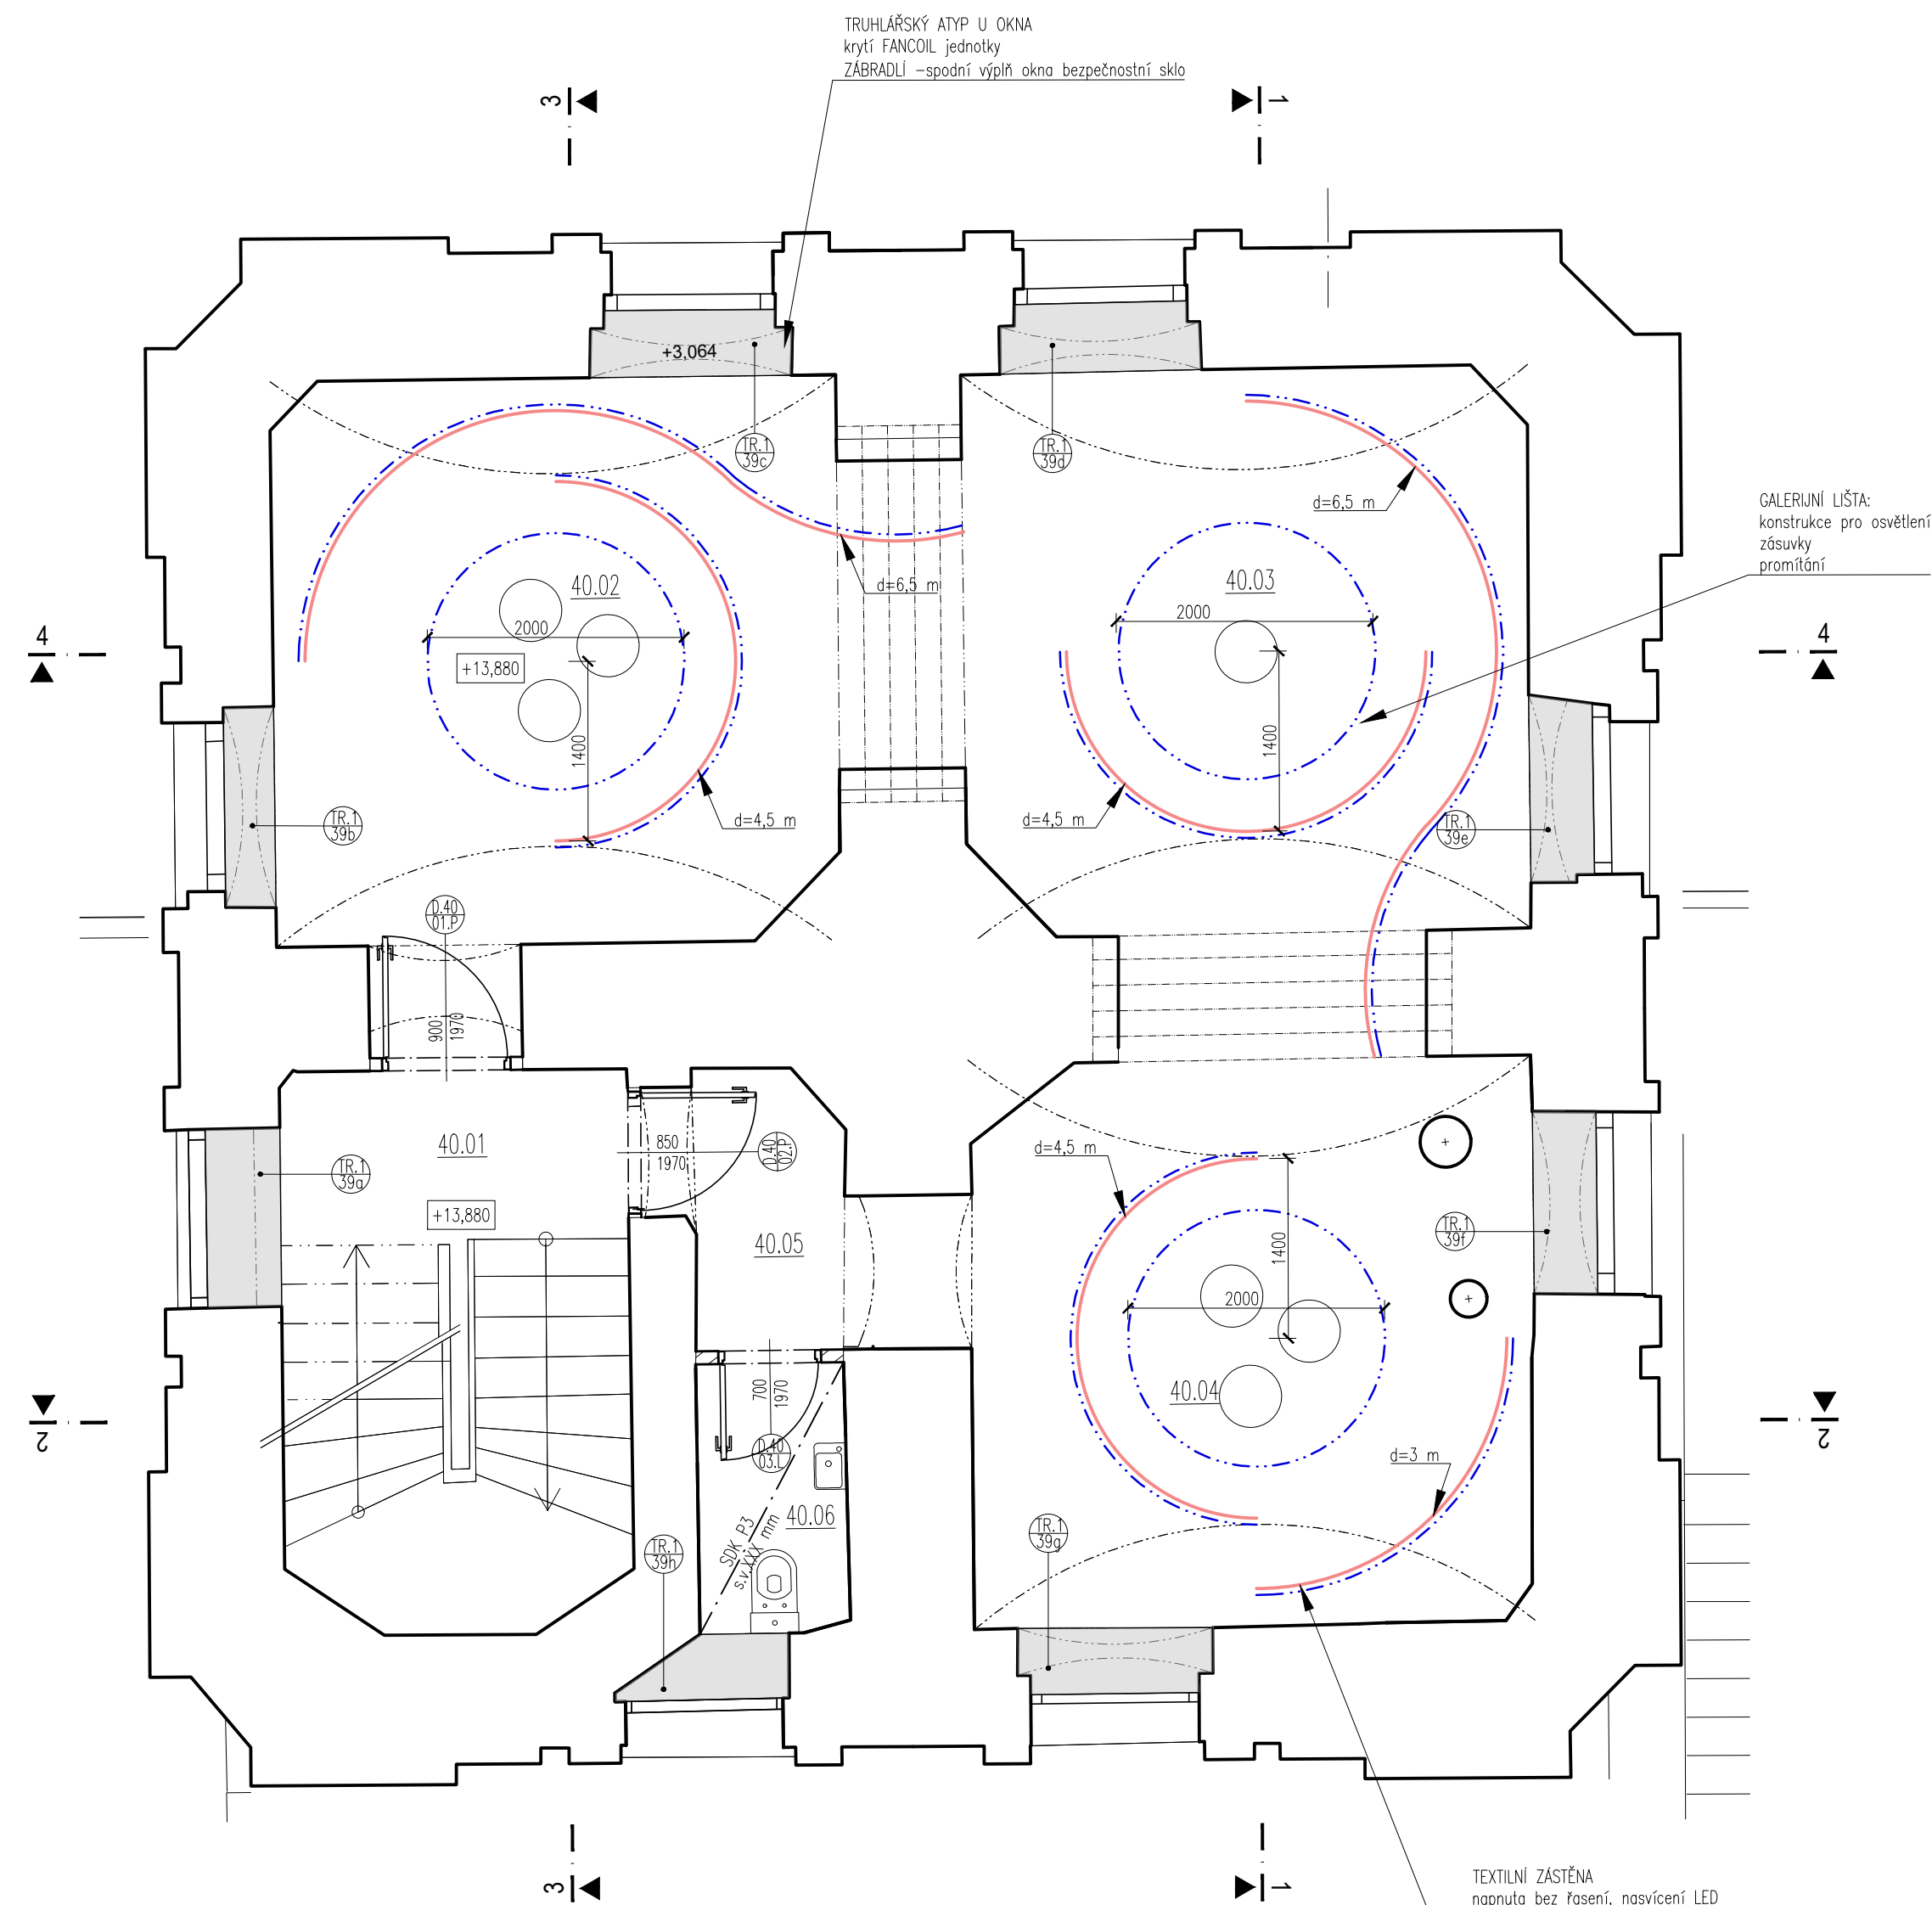 TRUHLÁŘSKÝ ATYP U OKNA
krytí FANCOIL jednotky
ZÁBRADLÍ -spodní výplň okna bezpečnostní sklo
3
1
+3,064
TR.1
39c
TR.1
39d
d=6,5 m
GALERIJNÍ LIŠTA:
konstrukce pro osvětlení
zásuvky
promítání
40.02
d=6,5 m
40.03
2000
2000
4
4
+13,880
1400
1400
TR.1
39b
d=4,5 m
d=4,5 m
TR.1
39e
D.40
01.P
900
1970
40.01
850
1970
D.40
02.P
d=4,5 m
TR.1
39a
+13,880
40.05
1400
TR.1
39f
2000
700
1970
40.04
2
2
D.40
03.L
d=3 m
40.06
SDK P3
s.v.XXX mm
TR.1
39h
TR.1
39g
3
1
TEXTILNÍ ZÁSTĚNA
napnuta bez řasení, nasvícení LED